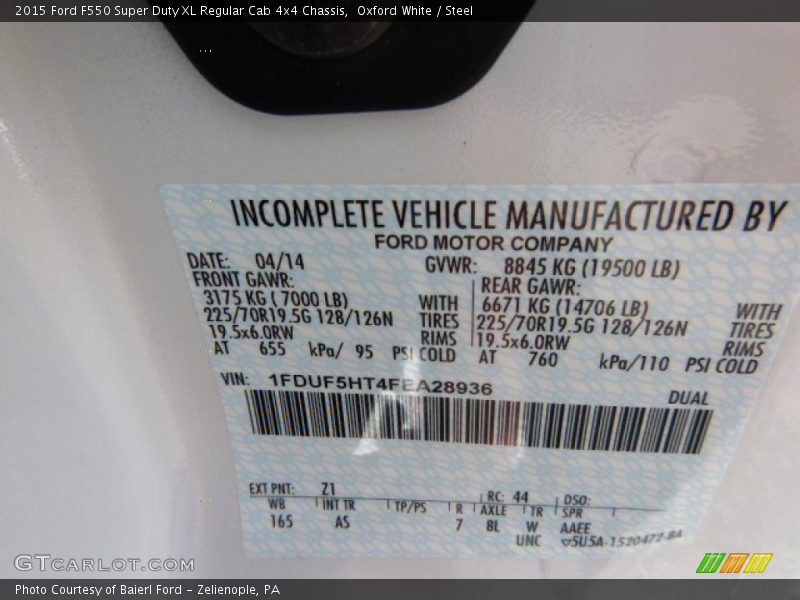 2015 Ford F550 Super Duty XL Regular Cab 4x4 Chassis,  Oxford White / Steel
INCOMPLETE VEHICLE MANUFACTURED BY
FORD MOTOR COMPANY
DATE: 04/14 GVWR: 8845 KG (19500 LB)
FRONT GAWR: REAR GAWR:
3175 KG ( 7000 LB) WITH 6671 KG (14706 LB) WITH
225/70R19.5G 128/126N TIRES 225/70R19.5G 128/126N TIRES
19.5x6.0RW RIMS 19.5x6.0RW RIMS
AT 655 kPa/ 95 PSI COLD AT 760 kPa/110 PSI COLD
VIN: 1FDUF5HT4FEA28936
DUAL
EXT PNT: Z1 RC: 44 DSO:
WB INT TR TP/PS R AXLE TR SPR
165 AS 7 8L W AAEE
UNC ▽5U5A-1520472-BA
GTCARLOT.COM
Photo Courtesy of Baierl Ford - Zelienople, PA